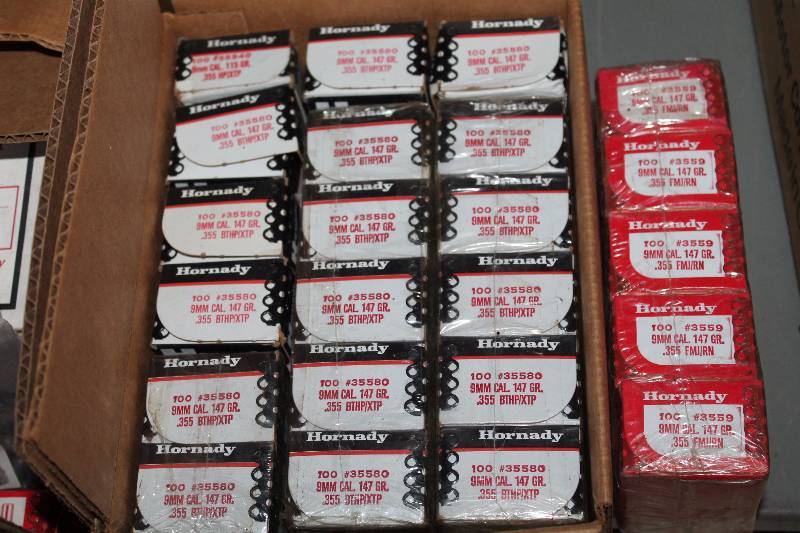 Hornady
100 #35540
9mm CAL. 115 GR.
.355 HP/XTP
Hornady
100 #35580
9MM CAL. 147 GR.
.355 BTHP/XTP
Hornady
100 #35580
9MM CAL. 147 GR.
.355 BTHP/XTP
Hornady
100 #35580
9MM CAL. 147 GR.
.355 BTHP/XTP
Hornady
100 #35580
9MM CAL. 147 GR.
.355 BTHP/XTP
Hornady
100 #35580
9MM CAL. 147 GR.
.355 BTHP/XTP
Hornady
100 #35580
9MM CAL. 147 GR.
.355 BTHP/XTP
Hornady
100 #35580
9MM CAL. 147 GR.
.355 BTHP/XTP
Hornady
100 #35580
9MM CAL. 147 GR.
.355 BTHP/XTP
Hornady
100 #35580
9MM CAL. 147 GR.
.355 BTHP/XTP
Hornady
100 #35580
9MM CAL. 147 GR.
.355 BTHP/XTP
Hornady
100 #35580
9MM CAL. 147 GR.
.355 BTHP/XTP
Hornady
100 #35580
9MM CAL. 147 GR.
.355 BTHP/XTP
Hornady
100 #35580
9MM CAL. 147 GR.
.355 BTHP/XTP
Hornady
100 #35580
9MM CAL. 147 GR.
.355 BTHP/XTP
Hornady
100 #35580
9MM CAL. 147 GR.
.355 BTHP/XTP
Hornady
100 #35580
9MM CAL. 147 GR.
.355 BTHP/XTP
Hornady
100 #35580
9MM CAL. 147 GR.
.355 BTHP/XTP
Hornady
100 #3559
9MM CAL. 147 GR.
.355 FMJ/RN
Hornady
100 #3559
9MM CAL. 147 GR.
.355 FMJ/RN
Hornady
100 #3559
9MM CAL. 147 GR.
.355 FMJ/RN
Hornady
100 #3559
9MM CAL. 147 GR.
.355 FMJ/RN
Hornady
100 #3559
9MM CAL. 147 GR.
.355 FMJ/RN